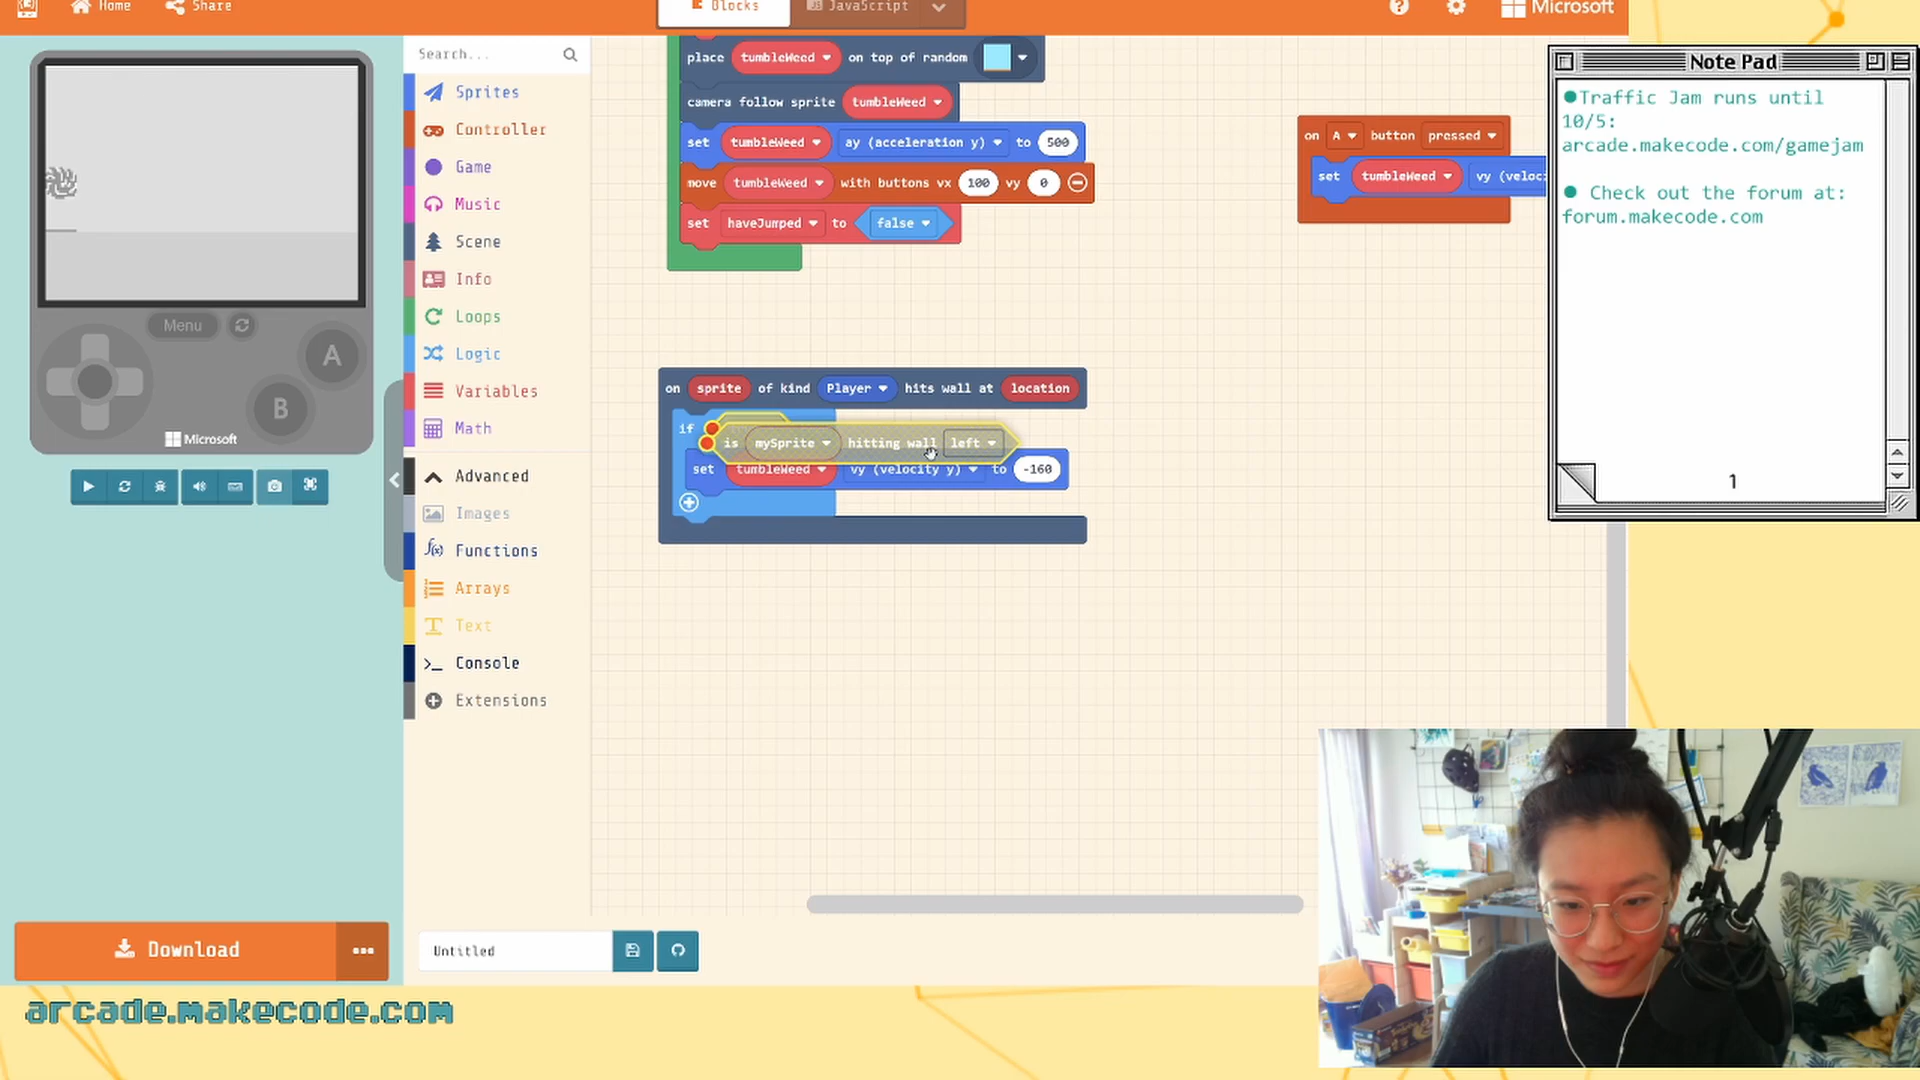 Home
Share
Blocks
JavaScript
Microsoft
Search...
Sprites
Controller
Game
Music
Scene
Info
Loops
Logic
Variables
Math
Advanced
Images
Functions
Arrays
Text
Console
Extensions
Menu
A
B
Microsoft
place tumbleWeed on top of random
camera follow sprite tumbleWeed
set tumbleWeed ay (acceleration y) to 500
move tumbleWeed with buttons vx 100 vy 0
set haveJumped to false
on A button pressed
set tumbleWeed vy (veloc
on sprite of kind Player hits wall at location
if
is mySprite hitting wall left
set tumbleWeed vy (velocity y) to -160
Note Pad
●Traffic Jam runs until
10/5:
arcade.makecode.com/gamejam
● Check out the forum at:
forum.makecode.com
1
Download
Untitled
arcade.makecode.com